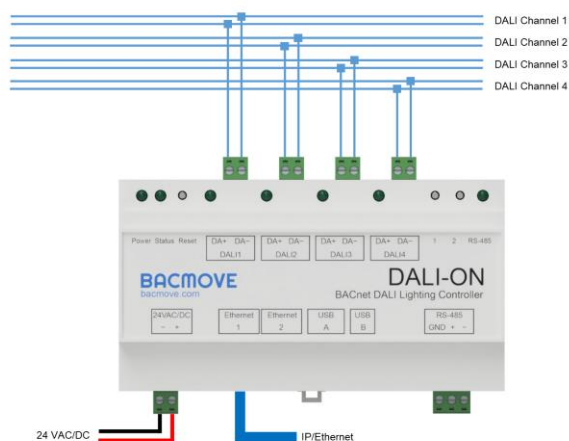 DALI Channel 1
DALI Channel 2
DALI Channel 3
DALI Channel 4
Power Status Reset DA+ DA− DA+ DA− DA+ DA− DA+ DA− 1 2 RS-485
DALI1 DALI2 DALI3 DALI4
BACMOVE DALI-ON
bacmove.com BACnet DALI Lighting Controller
24VAC/DC Ethernet Ethernet USB USB RS-485
− + 1 2 A B GND + −
24 VAC/DC IP/Ethernet